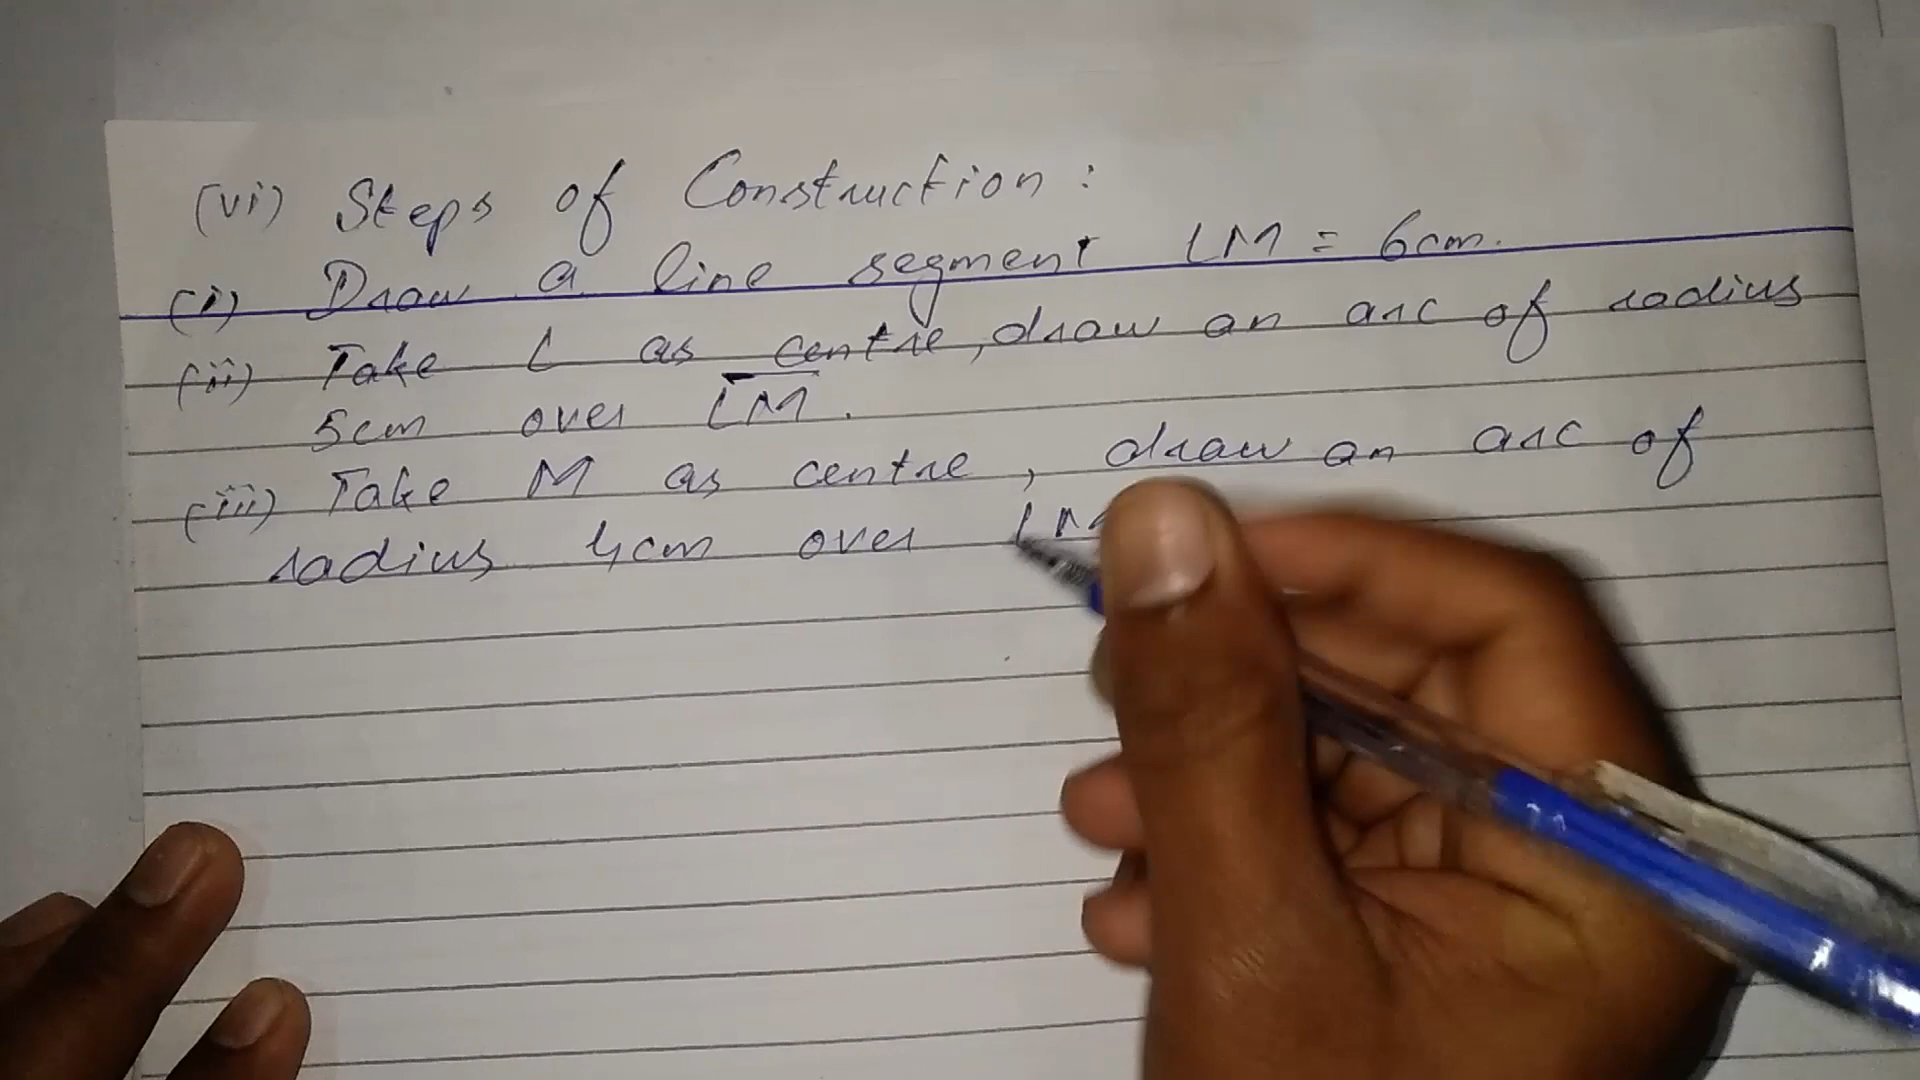 (vi) Steps of Construction :
(i) Draw a line segment LM = 6cm.
(ii) Take L as centre, draw an arc of radius
5cm over LM.
(iii) Take M as centre, draw an arc of
radius 4cm over LM